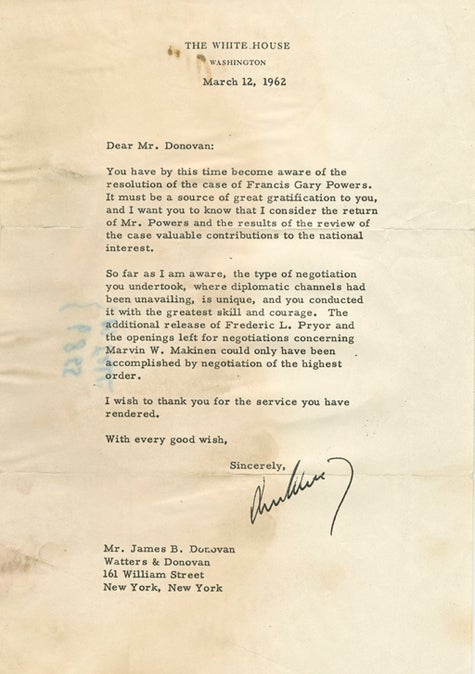 THE WHITE HOUSE
WASHINGTON
March 12, 1962
Dear Mr. Donovan:
You have by this time become aware of the
resolution of the case of Francis Gary Powers.
It must be a source of great gratification to you,
and I want you to know that I consider the return
of Mr. Powers and the results of the review of
the case valuable contributions to the national
interest.
So far as I am aware, the type of negotiation
you undertook, where diplomatic channels had
been unavailing, is unique, and you conducted
it with the greatest skill and courage. The
additional release of Frederic L. Pryor and
the openings left for negotiations concerning
Marvin W. Makinen could only have been
accomplished by negotiation of the highest
order.
I wish to thank you for the service you have
rendered.
With every good wish,
Sincerely,
Mr. James B. Donovan
Watters & Donovan
161 William Street
New York, New York